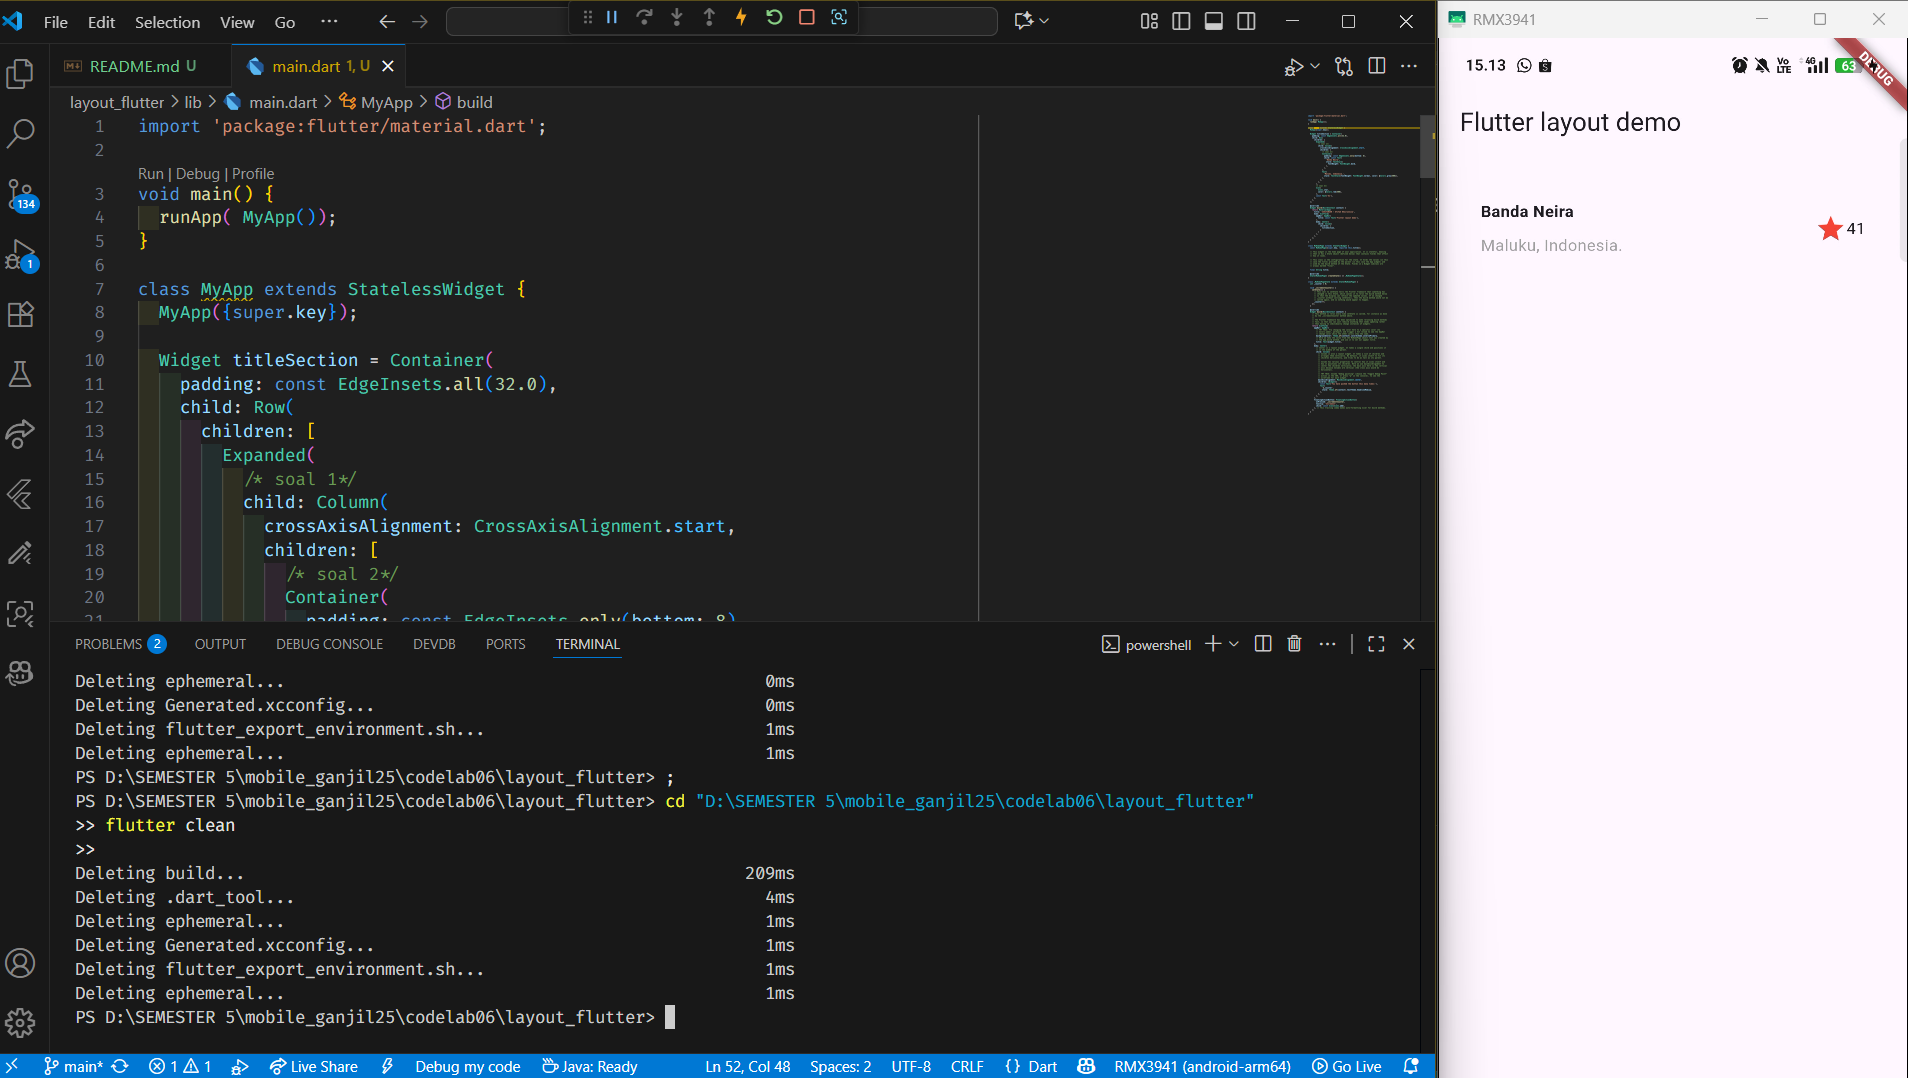 File Edit Selection View Go ···
README.md U
main.dart 1, U
layout_flutter > lib > main.dart > MyApp > build
1 import 'package:flutter/material.dart';
2
Run | Debug | Profile
3 void main() {
4 runApp( MyApp());
5 }
6
7 class MyApp extends StatelessWidget {
8 MyApp({super.key});
9
10 Widget titleSection = Container(
11 padding: const EdgeInsets.all(32.0),
12 child: Row(
13 children: [
14 Expanded(
15 /* soal 1*/
16 child: Column(
17 crossAxisAlignment: CrossAxisAlignment.start,
18 children: [
19 /* soal 2*/
20 Container(
21 padding: const EdgeInsets.only(bottom: 8)
134
1
PROBLEMS 2 OUTPUT DEBUG CONSOLE DEVDB PORTS TERMINAL
powershell
Deleting ephemeral... 0ms
Deleting Generated.xcconfig... 0ms
Deleting flutter_export_environment.sh... 1ms
Deleting ephemeral... 1ms
PS D:\SEMESTER 5\mobile_ganjil25\codelab06\layout_flutter> ;
PS D:\SEMESTER 5\mobile_ganjil25\codelab06\layout_flutter> cd "D:\SEMESTER 5\mobile_ganjil25\codelab06\layout_flutter"
>> flutter clean
>>
Deleting build... 209ms
Deleting .dart_tool... 4ms
Deleting ephemeral... 1ms
Deleting Generated.xcconfig... 1ms
Deleting flutter_export_environment.sh... 1ms
Deleting ephemeral... 1ms
PS D:\SEMESTER 5\mobile_ganjil25\codelab06\layout_flutter>
main* 1 1 Live Share Debug my code Java: Ready Ln 52, Col 48 Spaces: 2 UTF-8 CRLF {} Dart RMX3941 (android-arm64) Go Live
RMX3941
15.13 Vo LTE 4G 63
DEBUG
Flutter layout demo
Banda Neira
41
Maluku, Indonesia.